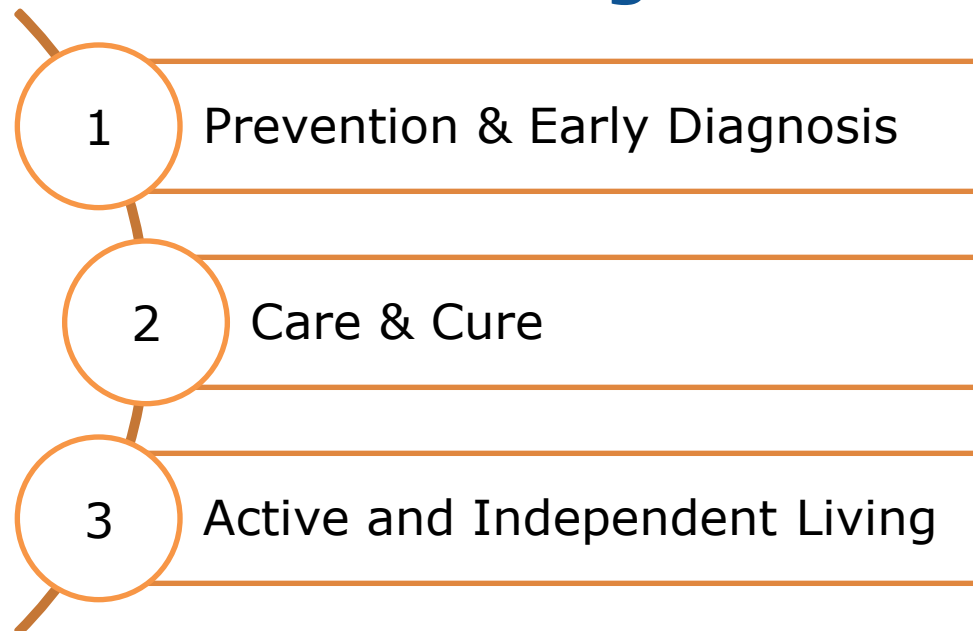 1 Prevention & Early Diagnosis
2 Care & Cure
3 Active and Independent Living